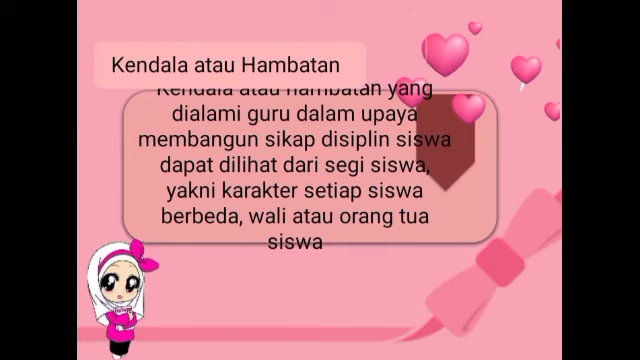 Kendala atau Hambatan
Kendala atau hambatan yang
dialami guru dalam upaya
membangun sikap disiplin siswa
dapat dilihat dari segi siswa,
yakni karakter setiap siswa
berbeda, wali atau orang tua
siswa